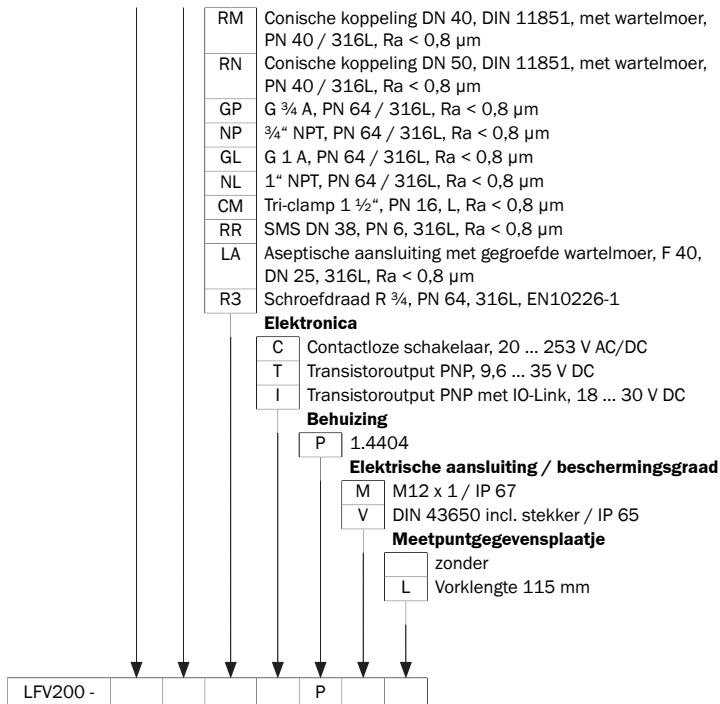 RM Conische koppeling DN 40, DIN 11851, met wartelmoer,
PN 40 / 316L, Ra < 0,8 µm
RN Conische koppeling DN 50, DIN 11851, met wartelmoer,
PN 40 / 316L, Ra < 0,8 µm
GP G ¾ A, PN 64 / 316L, Ra < 0,8 µm
NP ¾“ NPT, PN 64 / 316L, Ra < 0,8 µm
GL G 1 A, PN 64 / 316L, Ra < 0,8 µm
NL 1“ NPT, PN 64 / 316L, Ra < 0,8 µm
CM Tri-clamp 1 ½“, PN 16, L, Ra < 0,8 µm
RR SMS DN 38, PN 6, 316L, Ra < 0,8 µm
LA Aseptische aansluiting met gegroefde wartelmoer, F 40,
DN 25, 316L, Ra < 0,8 µm
R3 Schroefdraad R ¾, PN 64, 316L, EN10226-1
Elektronica
C Contactloze schakelaar, 20 ... 253 V AC/DC
T Transistoroutput PNP, 9,6 ... 35 V DC
I Transistoroutput PNP met IO-Link, 18 ... 30 V DC
Behuizing
P 1.4404
Elektrische aansluiting / beschermingsgraad
M M12 x 1 / IP 67
V DIN 43650 incl. stekker / IP 65
Meetpuntgegevensplaatje
zonder
L Vorklengte 115 mm
LFV200 - P